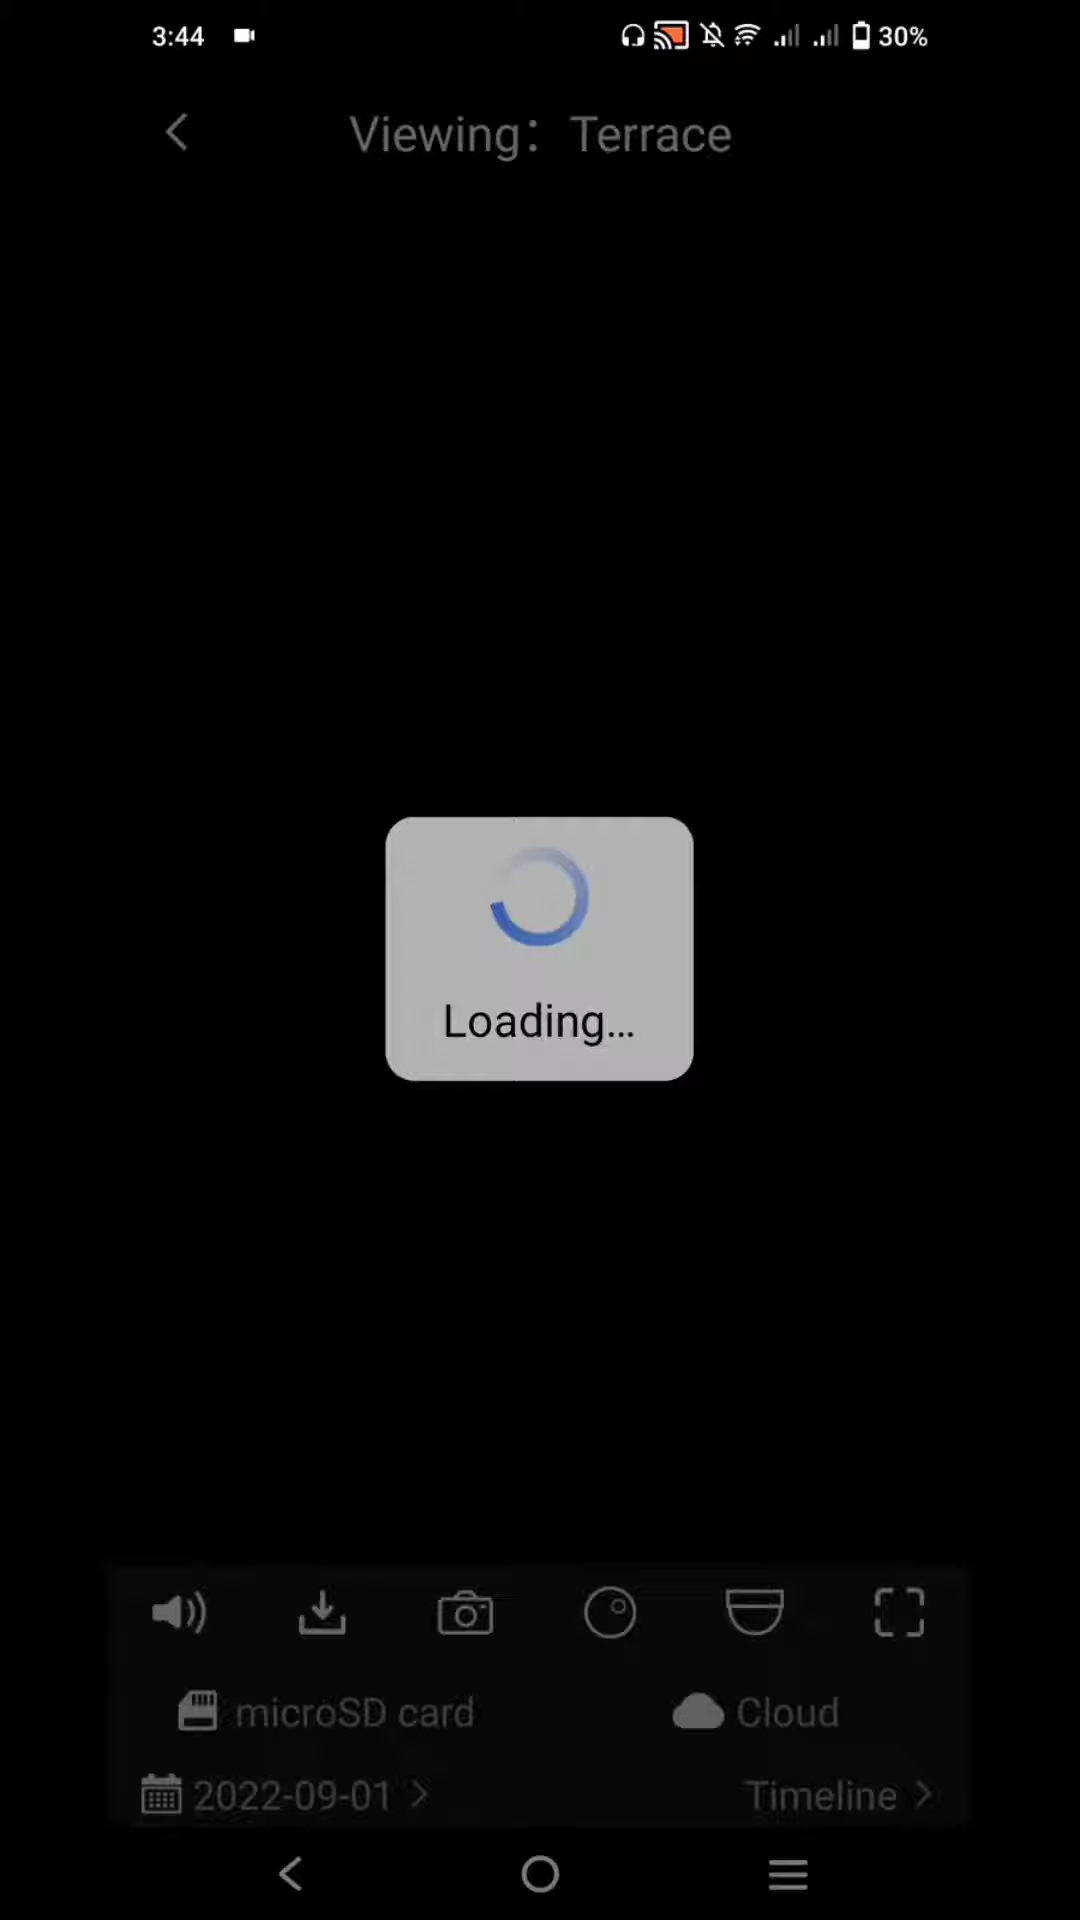 3:44 30%
Viewing: Terrace
Loading...
microSD card Cloud
2022-09-01 > Timeline >